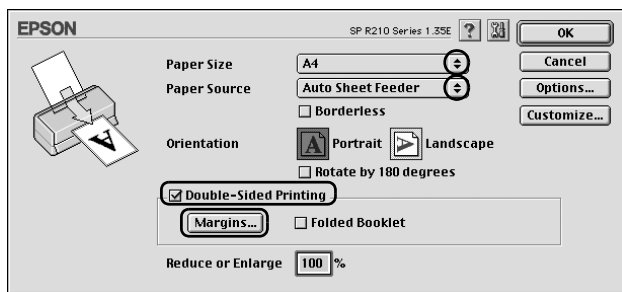 EPSON SP R210 Series 1.35E ? OK
Paper Size A4 Cancel
Paper Source Auto Sheet Feeder Options...
Borderless Customize...
Orientation A Portrait A Landscape
Rotate by 180 degrees
Double-Sided Printing
Margins... Folded Booklet
Reduce or Enlarge 100 %
A